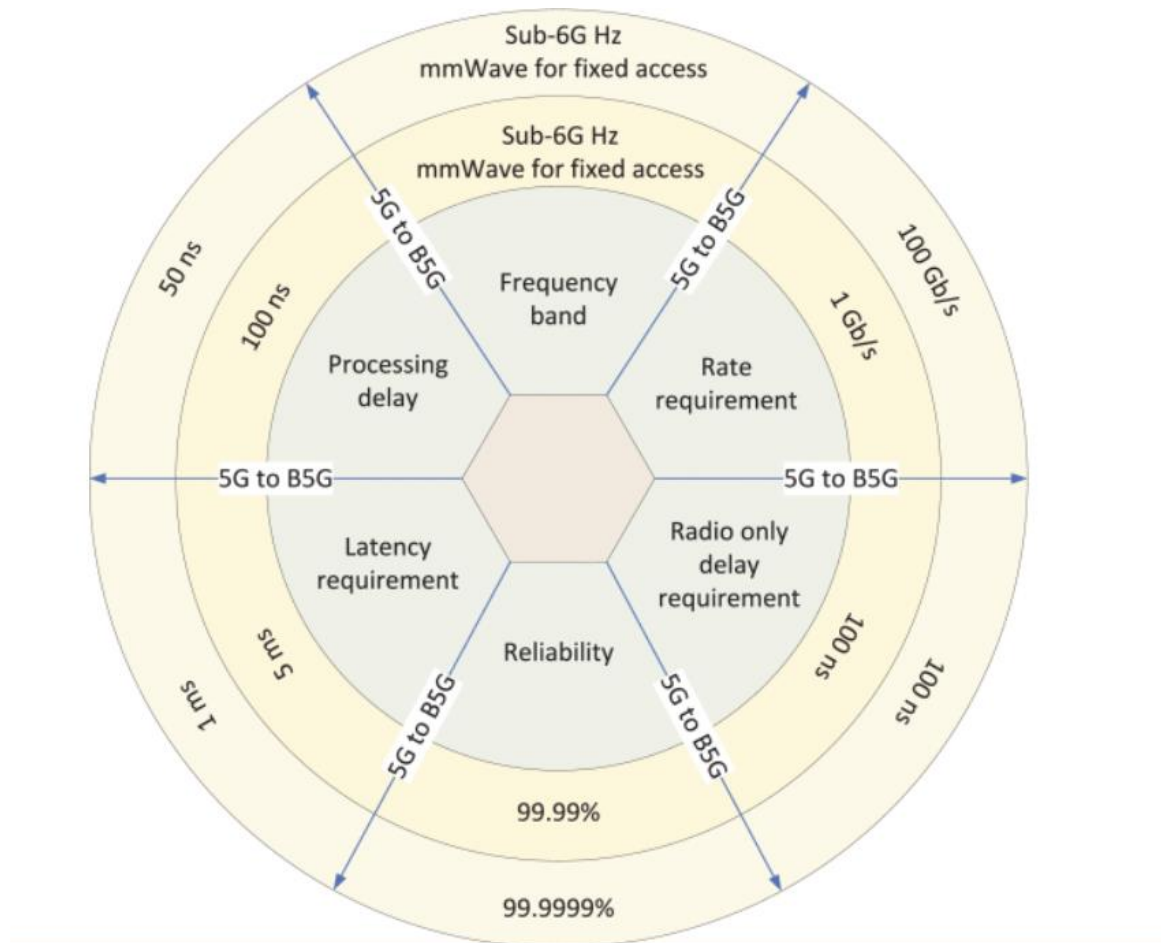 Sub-6G Hz
mmWave for fixed access
Sub-6G Hz
mmWave for fixed access
5G to B5G
5G to B5G
50 ns
100 ns
100 Gb/s
1 Gb/s
Frequency
band
Processing
delay
Rate
requirement
5G to B5G
5G to B5G
Latency
requirement
Radio only
delay
requirement
Reliability
5 ms
1 ms
100 ns
100 ns
5G to B5G
5G to B5G
99.99%
99.9999%